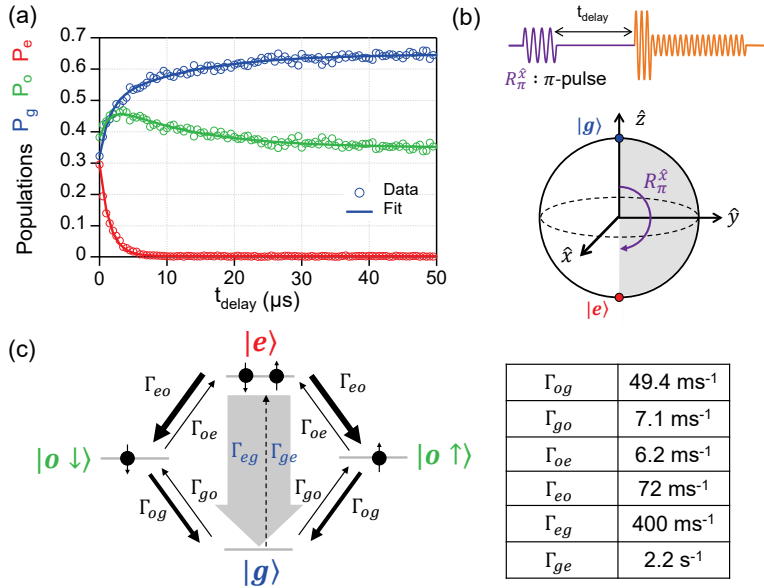 (a)
Populations P_g P_o P_e
0.7
0.6
0.5
0.4
0.3
0.2
0.1
0
0 10 20 30 40 50
t_delay (μs)
Data
Fit
(b)
t_delay
R_π^x̂ : π-pulse
|g⟩
ẑ
R_π^x̂
ŷ
x̂
|e⟩
(c)
|e⟩
Γ_eo Γ_eo
Γ_oe Γ_oe
Γ_eg Γ_ge
|o ↓⟩ |o ↑⟩
Γ_go Γ_go
Γ_og Γ_og
|g⟩
Γ_og 49.4 ms⁻¹
Γ_go 7.1 ms⁻¹
Γ_oe 6.2 ms⁻¹
Γ_eo 72 ms⁻¹
Γ_eg 400 ms⁻¹
Γ_ge 2.2 s⁻¹